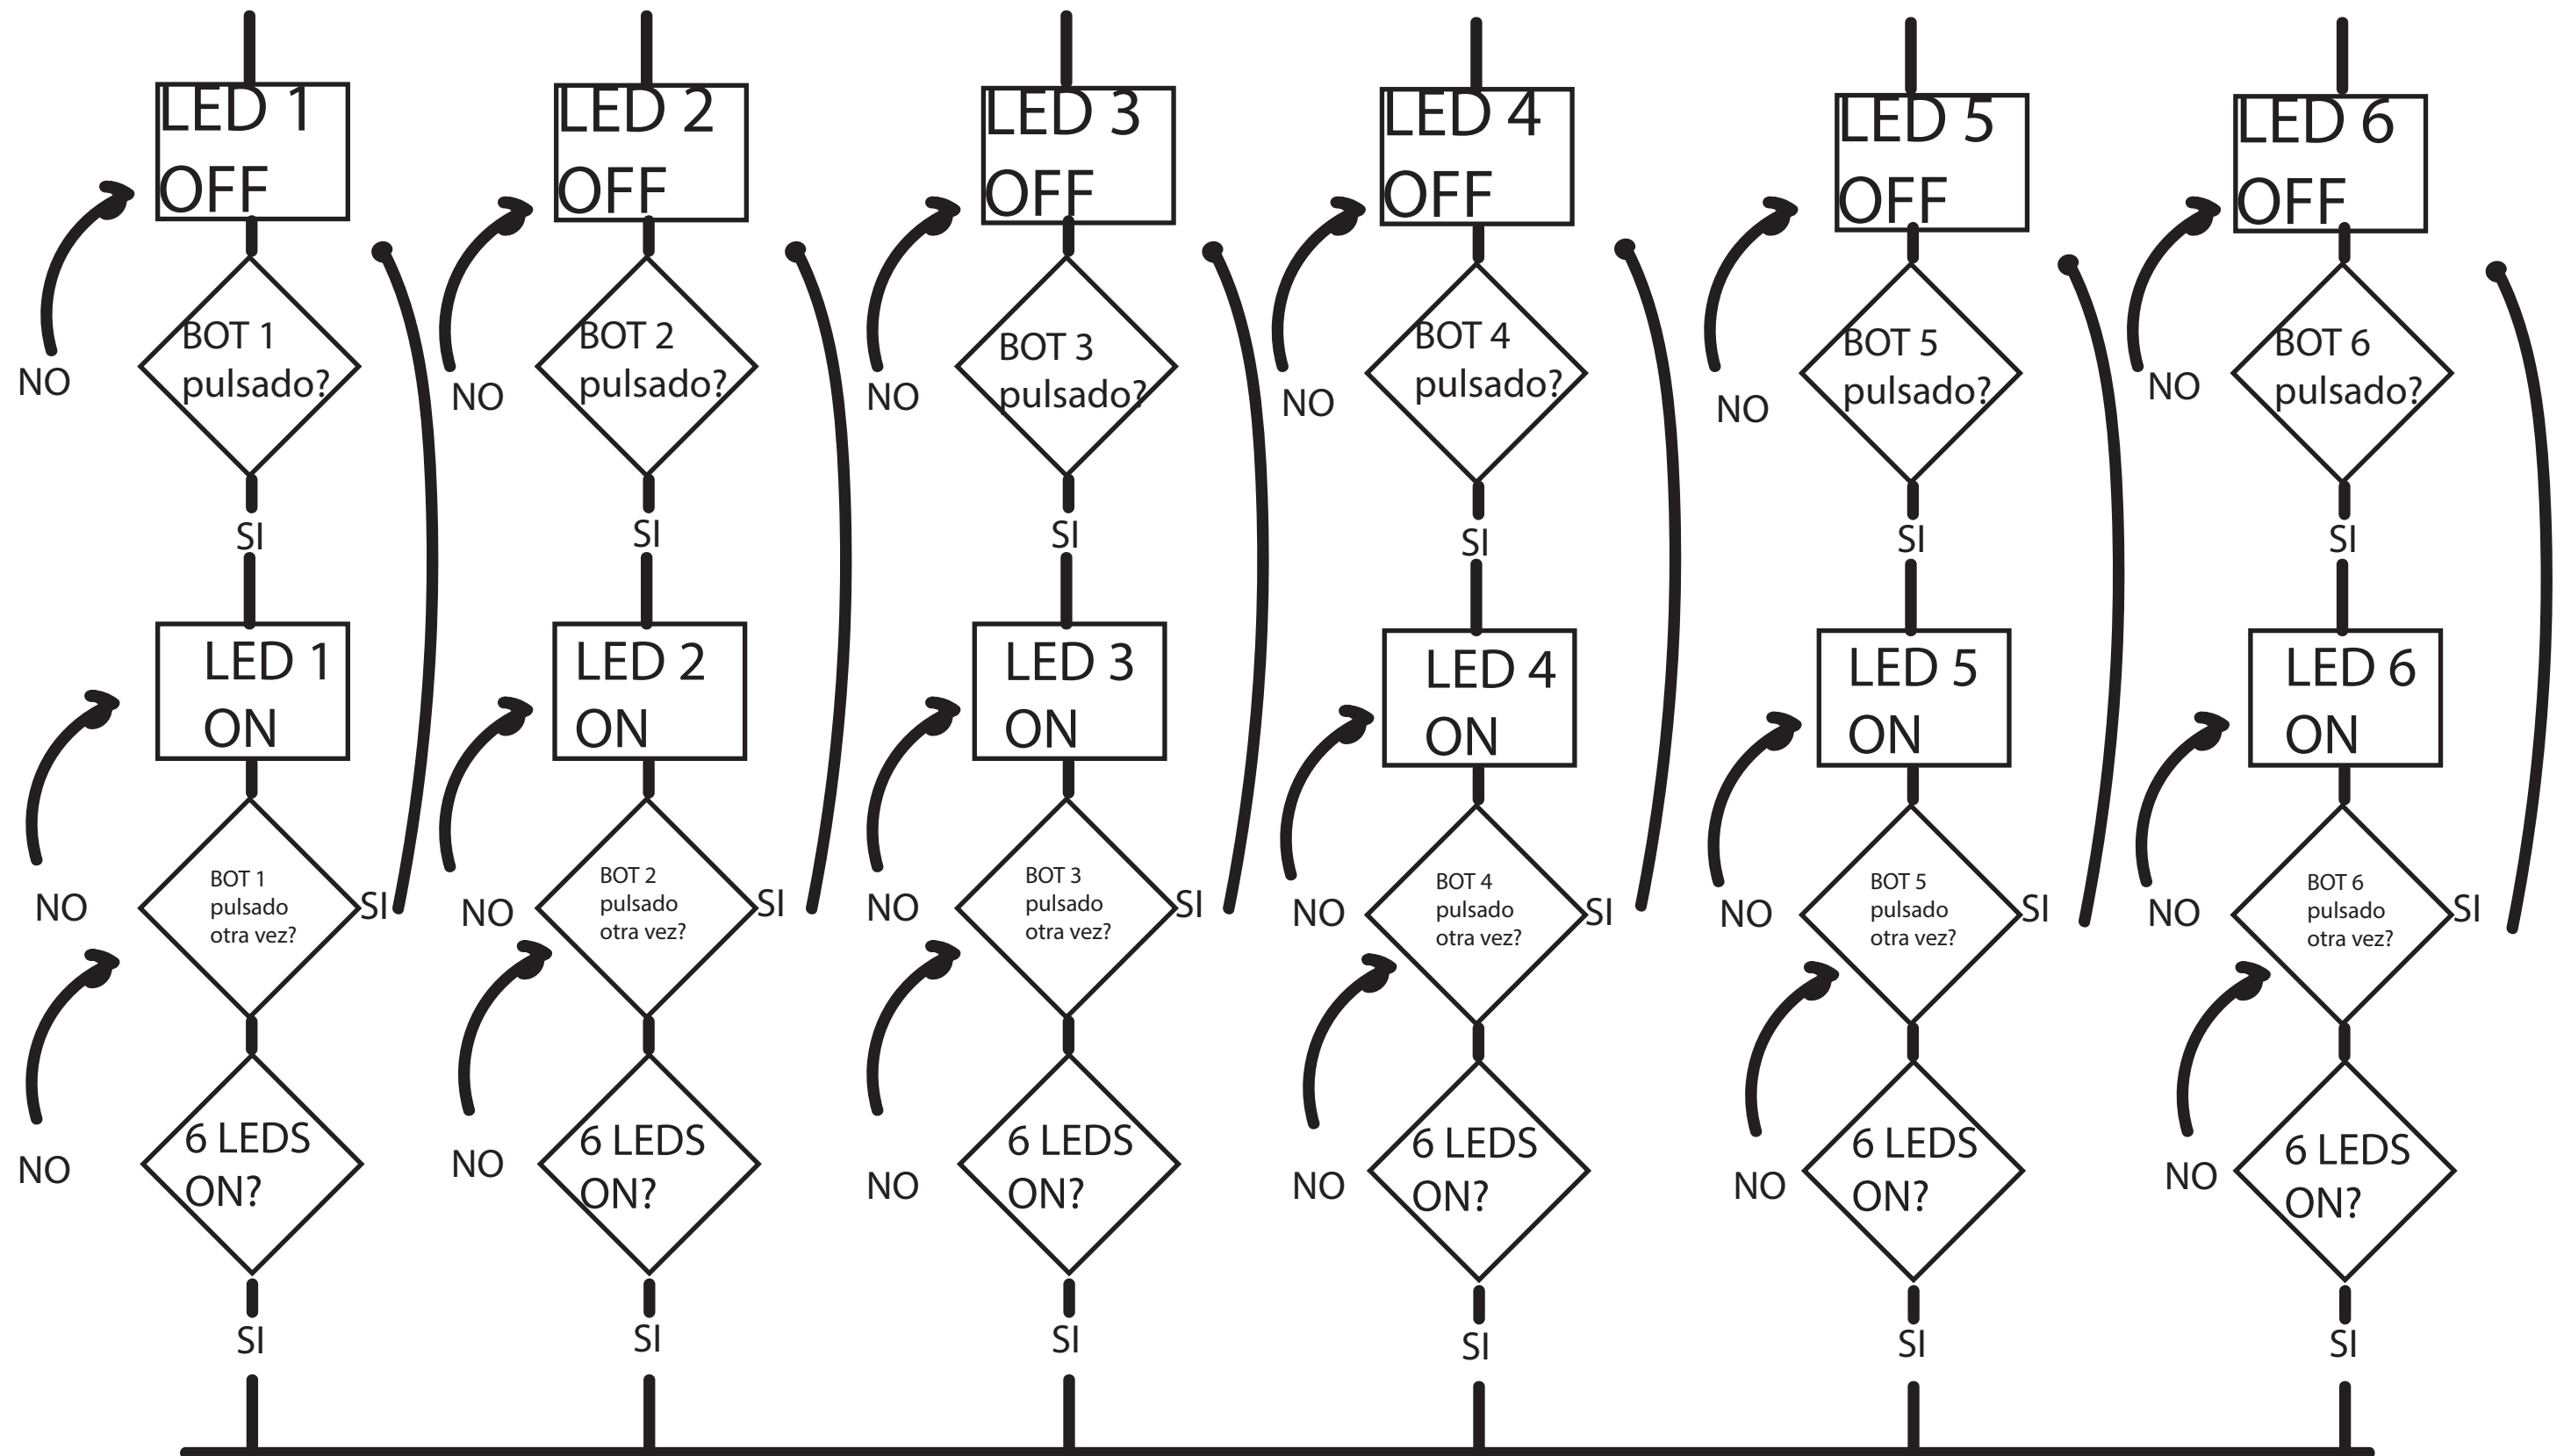 LED 1
OFF
BOT 1
pulsado?
NO
SI
LED 1
ON
BOT 1
pulsado
otra vez?
NO
SI
6 LEDS
ON?
NO
SI
LED 2
OFF
BOT 2
pulsado?
NO
SI
LED 2
ON
BOT 2
pulsado
otra vez?
NO
SI
6 LEDS
ON?
NO
SI
LED 3
OFF
BOT 3
pulsado?
NO
SI
LED 3
ON
BOT 3
pulsado
otra vez?
NO
SI
6 LEDS
ON?
NO
SI
LED 4
OFF
BOT 4
pulsado?
NO
SI
LED 4
ON
BOT 4
pulsado
otra vez?
NO
SI
6 LEDS
ON?
NO
SI
LED 5
OFF
BOT 5
pulsado?
NO
SI
LED 5
ON
BOT 5
pulsado
otra vez?
NO
SI
6 LEDS
ON?
NO
SI
LED 6
OFF
BOT 6
pulsado?
NO
SI
LED 6
ON
BOT 6
pulsado
otra vez?
NO
SI
6 LEDS
ON?
NO
SI